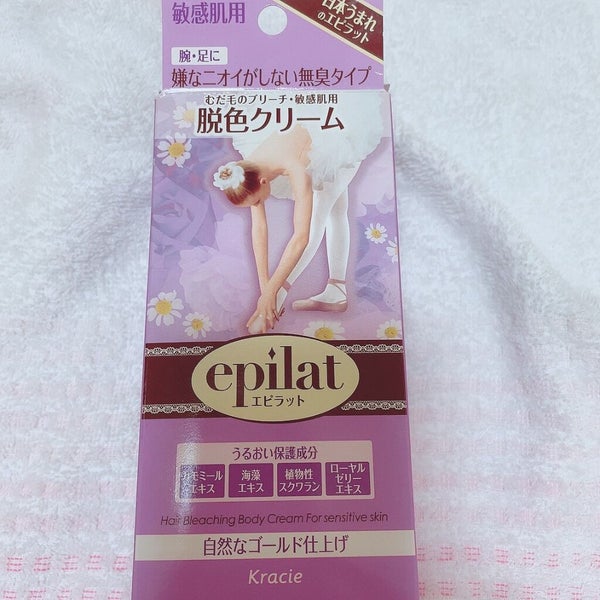 敏感肌用
日本うまれ
のエピラット
腕・足に
嫌なニオイがしない無臭タイプ
むだ毛のブリーチ・敏感肌用
脱色クリーム
epilat
エピラット
うるおい保護成分
カモミール
エキス
海藻
エキス
植物性
スクワラン
ローヤル
ゼリー
エキス
Hair Bleaching Body Cream For sensitive skin
自然なゴールド仕上げ
Kracie